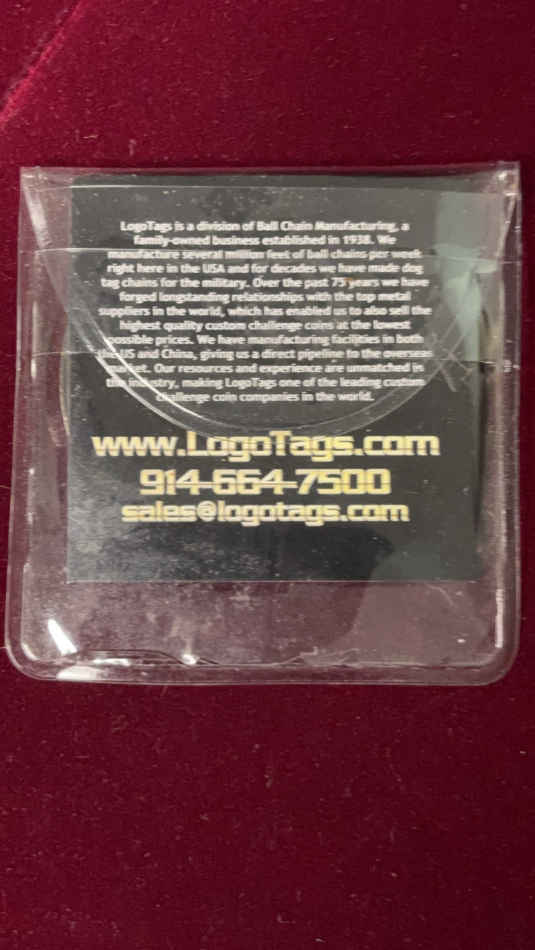 LogoTags is a division of Ball Chain Manufacturing, a
family-owned business established in 1938. We
manufacture several million feet of ball chains per week
right here in the USA and for decades we have made dog
tag chains for the military. Over the past 75 years we have
forged longstanding relationships with the top metal
suppliers in the world, which has enabled us to also sell the
highest quality custom challenge coins at the lowest
possible prices. We have manufacturing facilities in both
the US and China, giving us a direct pipeline to the overseas
market. Our resources and experience are unmatched in
the industry, making LogoTags one of the leading custom
challenge coin companies in the world.
www.LogoTags.com
914-664-7500
sales@logotags.com